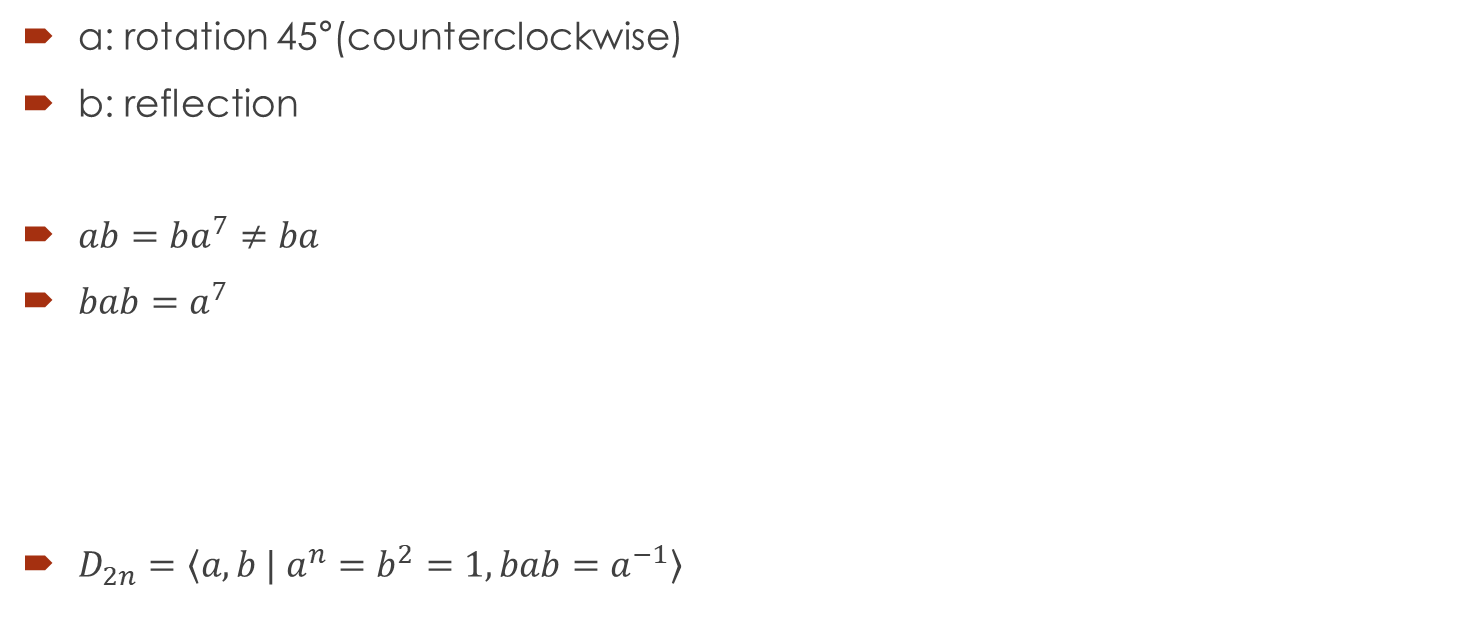 a: rotation 45°(counterclockwise)
b: reflection
ab = ba⁷ ≠ ba
bab = a⁷
D₂ₙ = ⟨a, b | aⁿ = b² = 1, bab = a⁻¹⟩